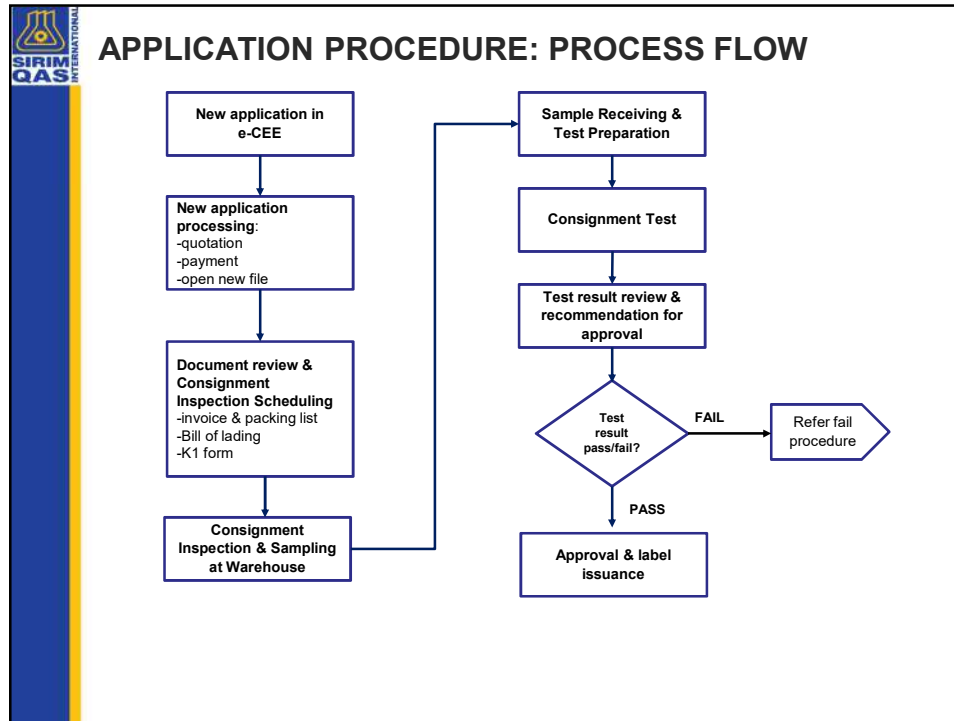 SIRIM
QAS
INTERNATIONAL
APPLICATION PROCEDURE: PROCESS FLOW
New application in
e-CEE
New application
processing:
-quotation
-payment
-open new file
Document review &
Consignment
Inspection Scheduling
-invoice & packing list
-Bill of lading
-K1 form
Consignment
Inspection & Sampling
at Warehouse
Sample Receiving &
Test Preparation
Consignment Test
Test result review &
recommendation for
approval
Test
result
pass/fail?
FAIL
Refer fail
procedure
PASS
Approval & label
issuance